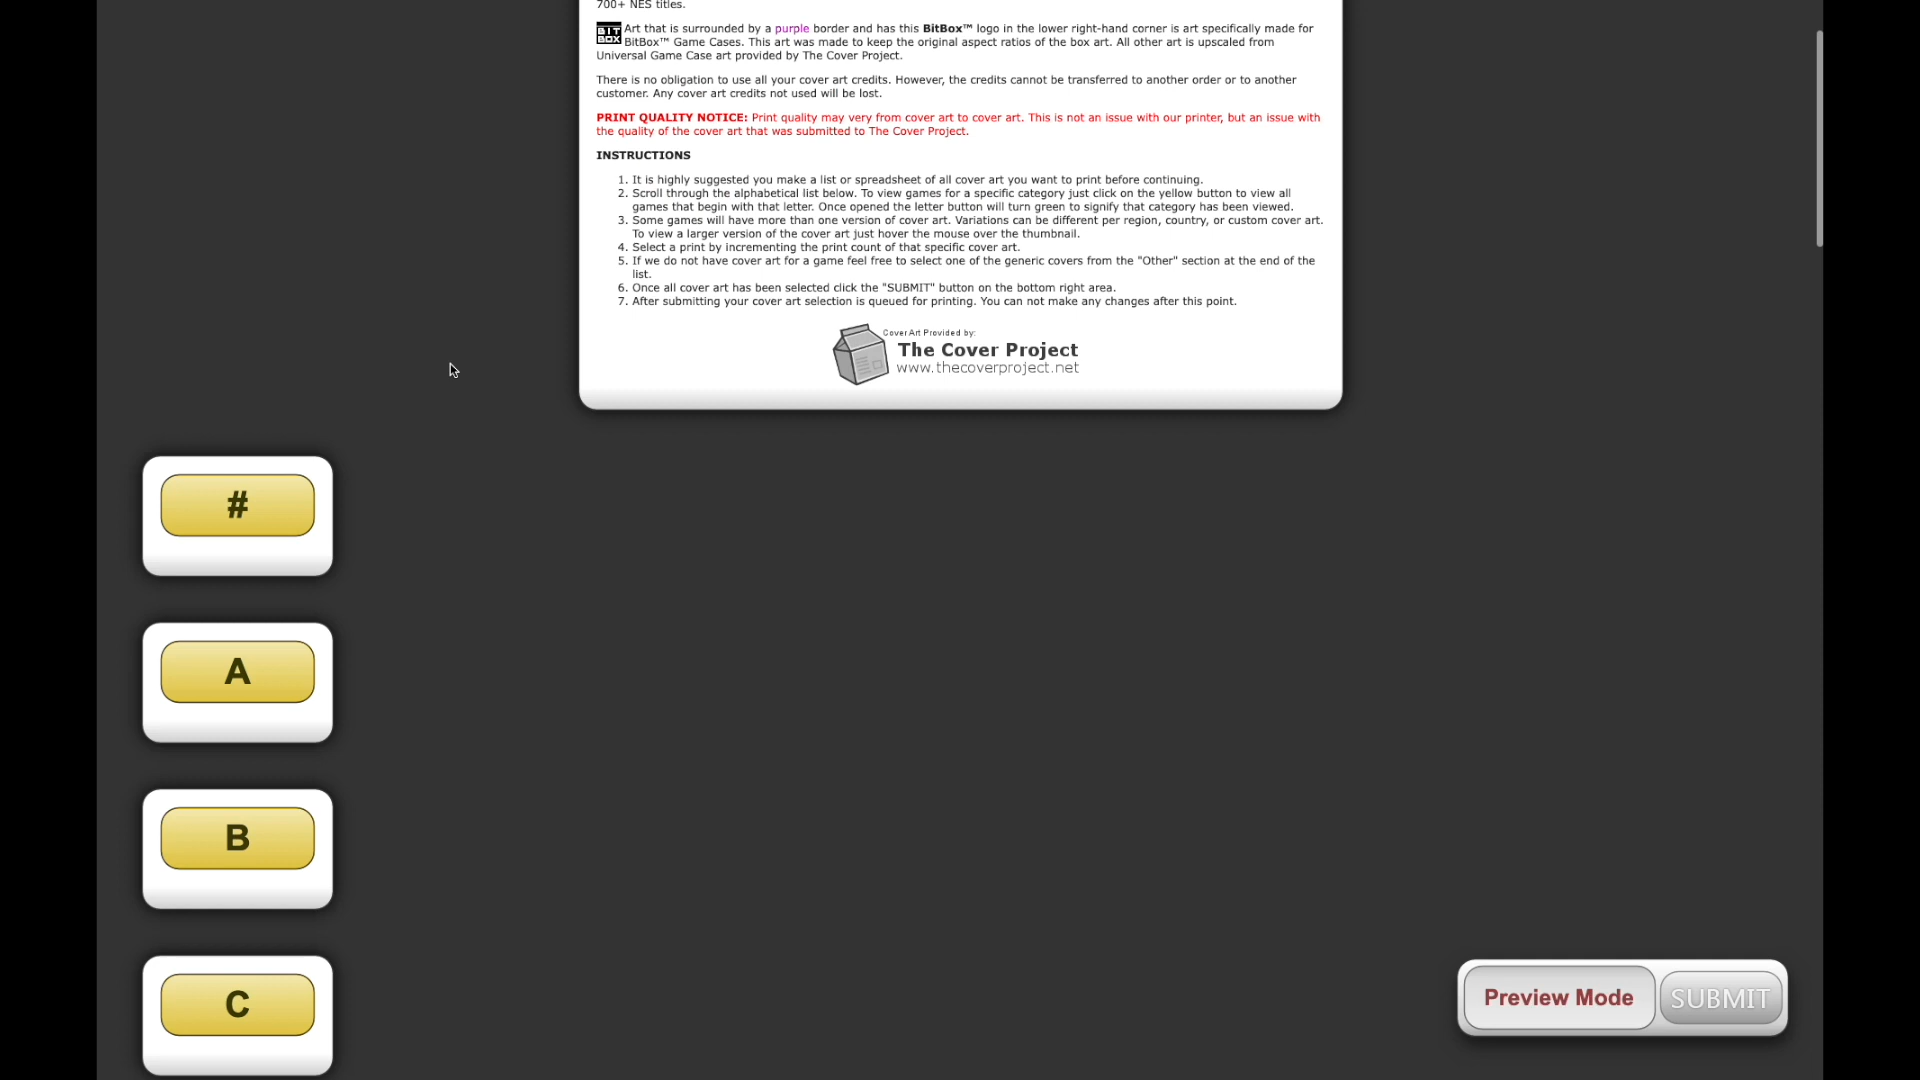 700+ NES titles.
BIT BOX Art that is surrounded by a purple border and has this BitBox™ logo in the lower right-hand corner is art specifically made for
BitBox™ Game Cases. This art was made to keep the original aspect ratios of the box art. All other art is upscaled from
Universal Game Case art provided by The Cover Project.
There is no obligation to use all your cover art credits. However, the credits cannot be transferred to another order or to another
customer. Any cover art credits not used will be lost.
PRINT QUALITY NOTICE: Print quality may very from cover art to cover art. This is not an issue with our printer, but an issue with
the quality of the cover art that was submitted to The Cover Project.
INSTRUCTIONS
1. It is highly suggested you make a list or spreadsheet of all cover art you want to print before continuing.
2. Scroll through the alphabetical list below. To view games for a specific category just click on the yellow button to view all
games that begin with that letter. Once opened the letter button will turn green to signify that category has been viewed.
3. Some games will have more than one version of cover art. Variations can be different per region, country, or custom cover art.
To view a larger version of the cover art just hover the mouse over the thumbnail.
4. Select a print by incrementing the print count of that specific cover art.
5. If we do not have cover art for a game feel free to select one of the generic covers from the "Other" section at the end of the
list.
6. Once all cover art has been selected click the "SUBMIT" button on the bottom right area.
7. After submitting your cover art selection is queued for printing. You can not make any changes after this point.
Cover Art Provided by:
The Cover Project
www.thecoverproject.net
#
A
B
C
Preview Mode SUBMIT